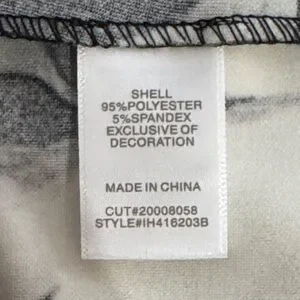 SHELL
95%POLYESTER
5%SPANDEX
EXCLUSIVE OF
DECORATION
MADE IN CHINA
CUT#20008058
STYLE#IH416203B